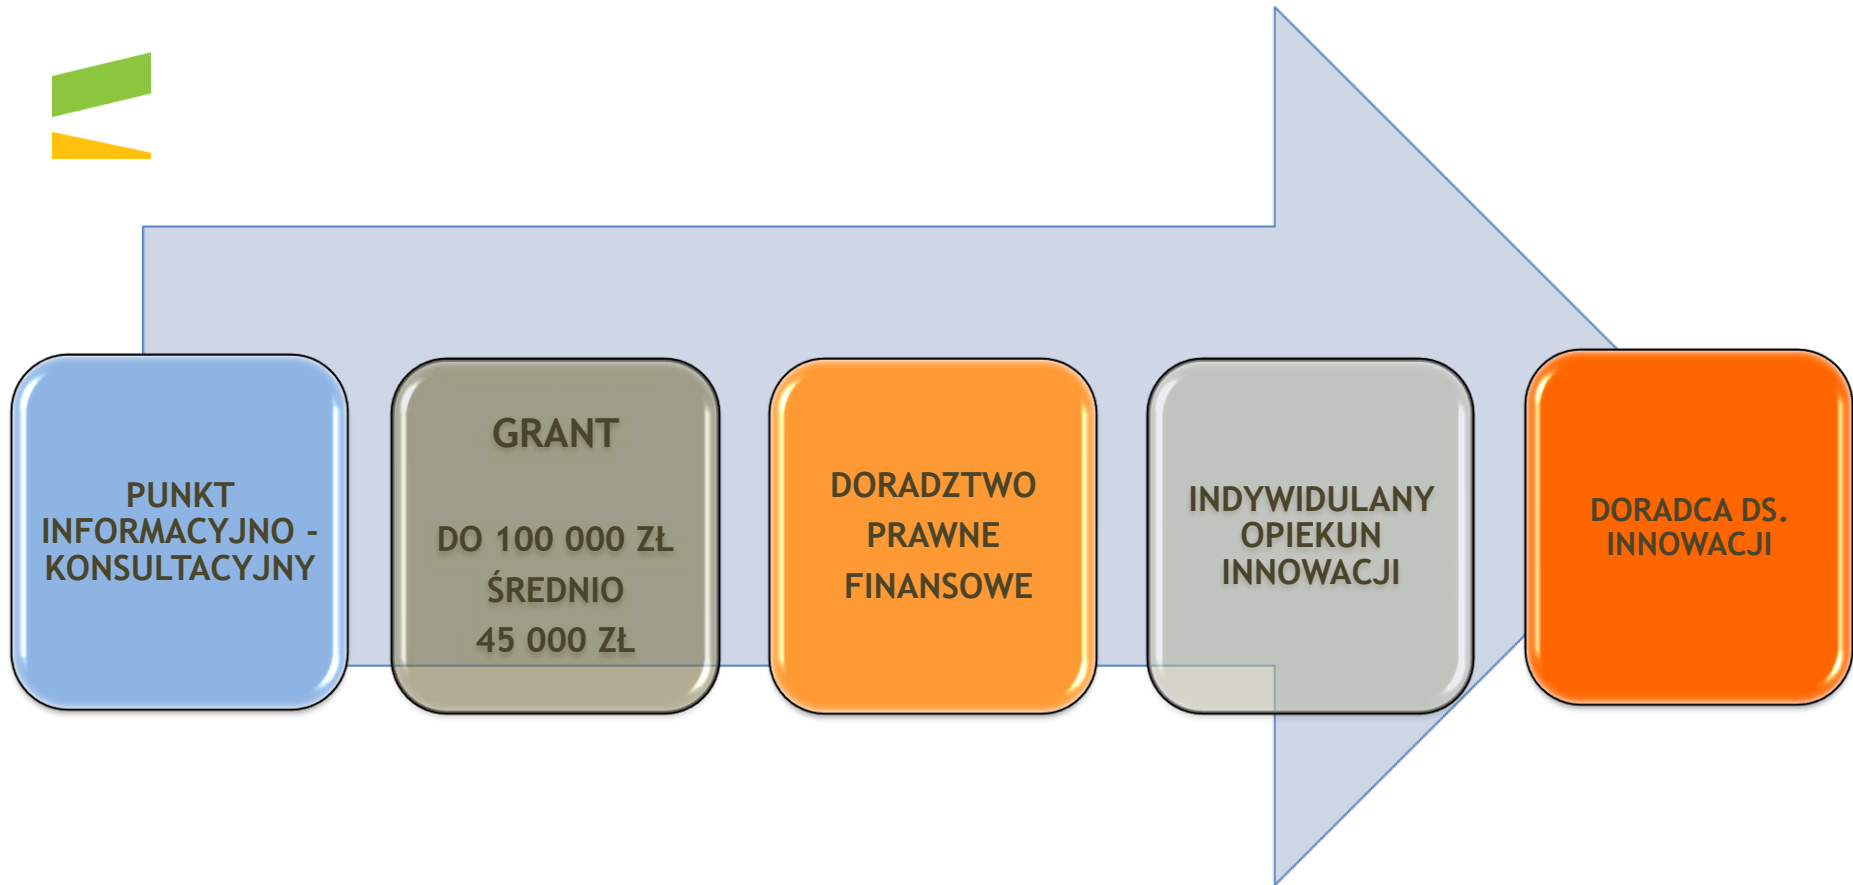 PUNKT
INFORMACYJNO -
KONSULTACYJNY
GRANT
DO 100 000 ZŁ
ŚREDNIO
45 000 ZŁ
DORADZTWO
PRAWNE
FINANSOWE
INDYWIDULANY
OPIEKUN
INNOWACJI
DORADCA DS.
INNOWACJI